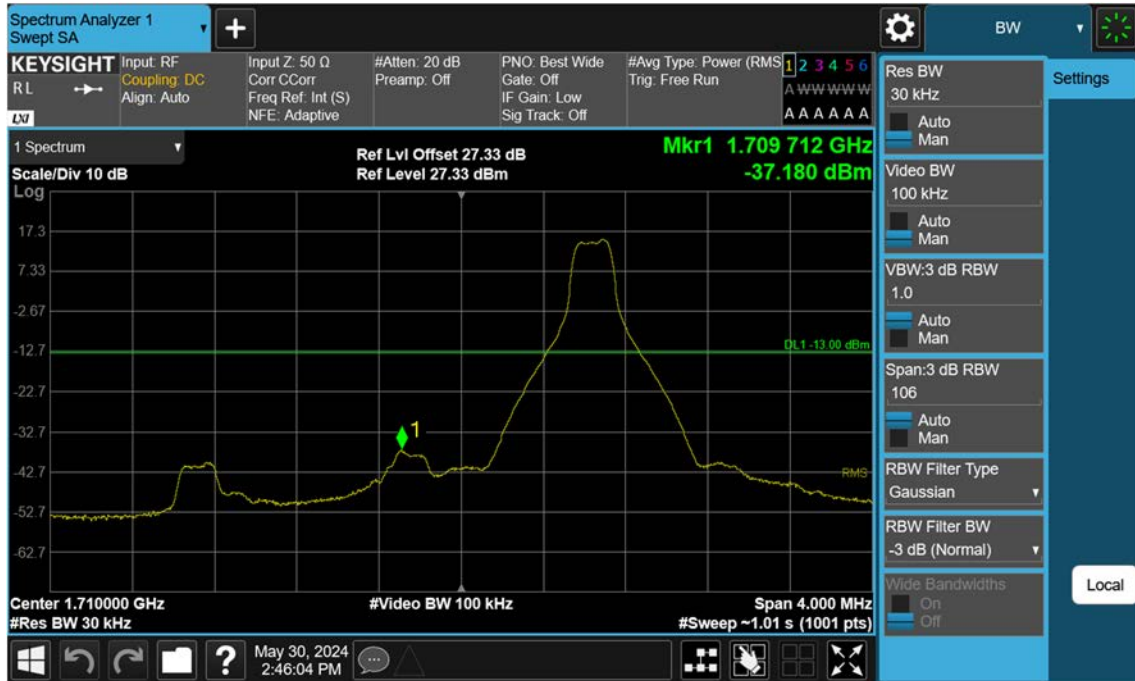 Spectrum Analyzer 1
Swept SA
BW
KEYSIGHT
R L
LXI
Input: RF
Coupling: DC
Align: Auto
Input Z: 50 Ω
Corr CCorr
Freq Ref: Int (S)
NFE: Adaptive
#Atten: 20 dB
Preamp: Off
PNO: Best Wide
Gate: Off
IF Gain: Low
Sig Track: Off
#Avg Type: Power (RMS
Trig: Free Run
1 2 3 4 5 6
A W W W W W
A A A A A A
1 Spectrum
Scale/Div 10 dB
Ref Lvl Offset 27.33 dB
Ref Level 27.33 dBm
Mkr1 1.709 712 GHz
-37.180 dBm
Log
17.3
7.33
-2.67
-12.7
-22.7
-32.7
-42.7
-52.7
-62.7
DL1 -13.00 dBm
1
RMS
Center 1.710000 GHz
#Video BW 100 kHz
Span 4.000 MHz
#Res BW 30 kHz
#Sweep ~1.01 s (1001 pts)
Res BW
30 kHz
Auto
Man
Video BW
100 kHz
Auto
Man
VBW:3 dB RBW
1.0
Auto
Man
Span:3 dB RBW
106
Auto
Man
RBW Filter Type
Gaussian
RBW Filter BW
-3 dB (Normal)
Wide Bandwidths
On
Off
Settings
Local
?
May 30, 2024
2:46:04 PM